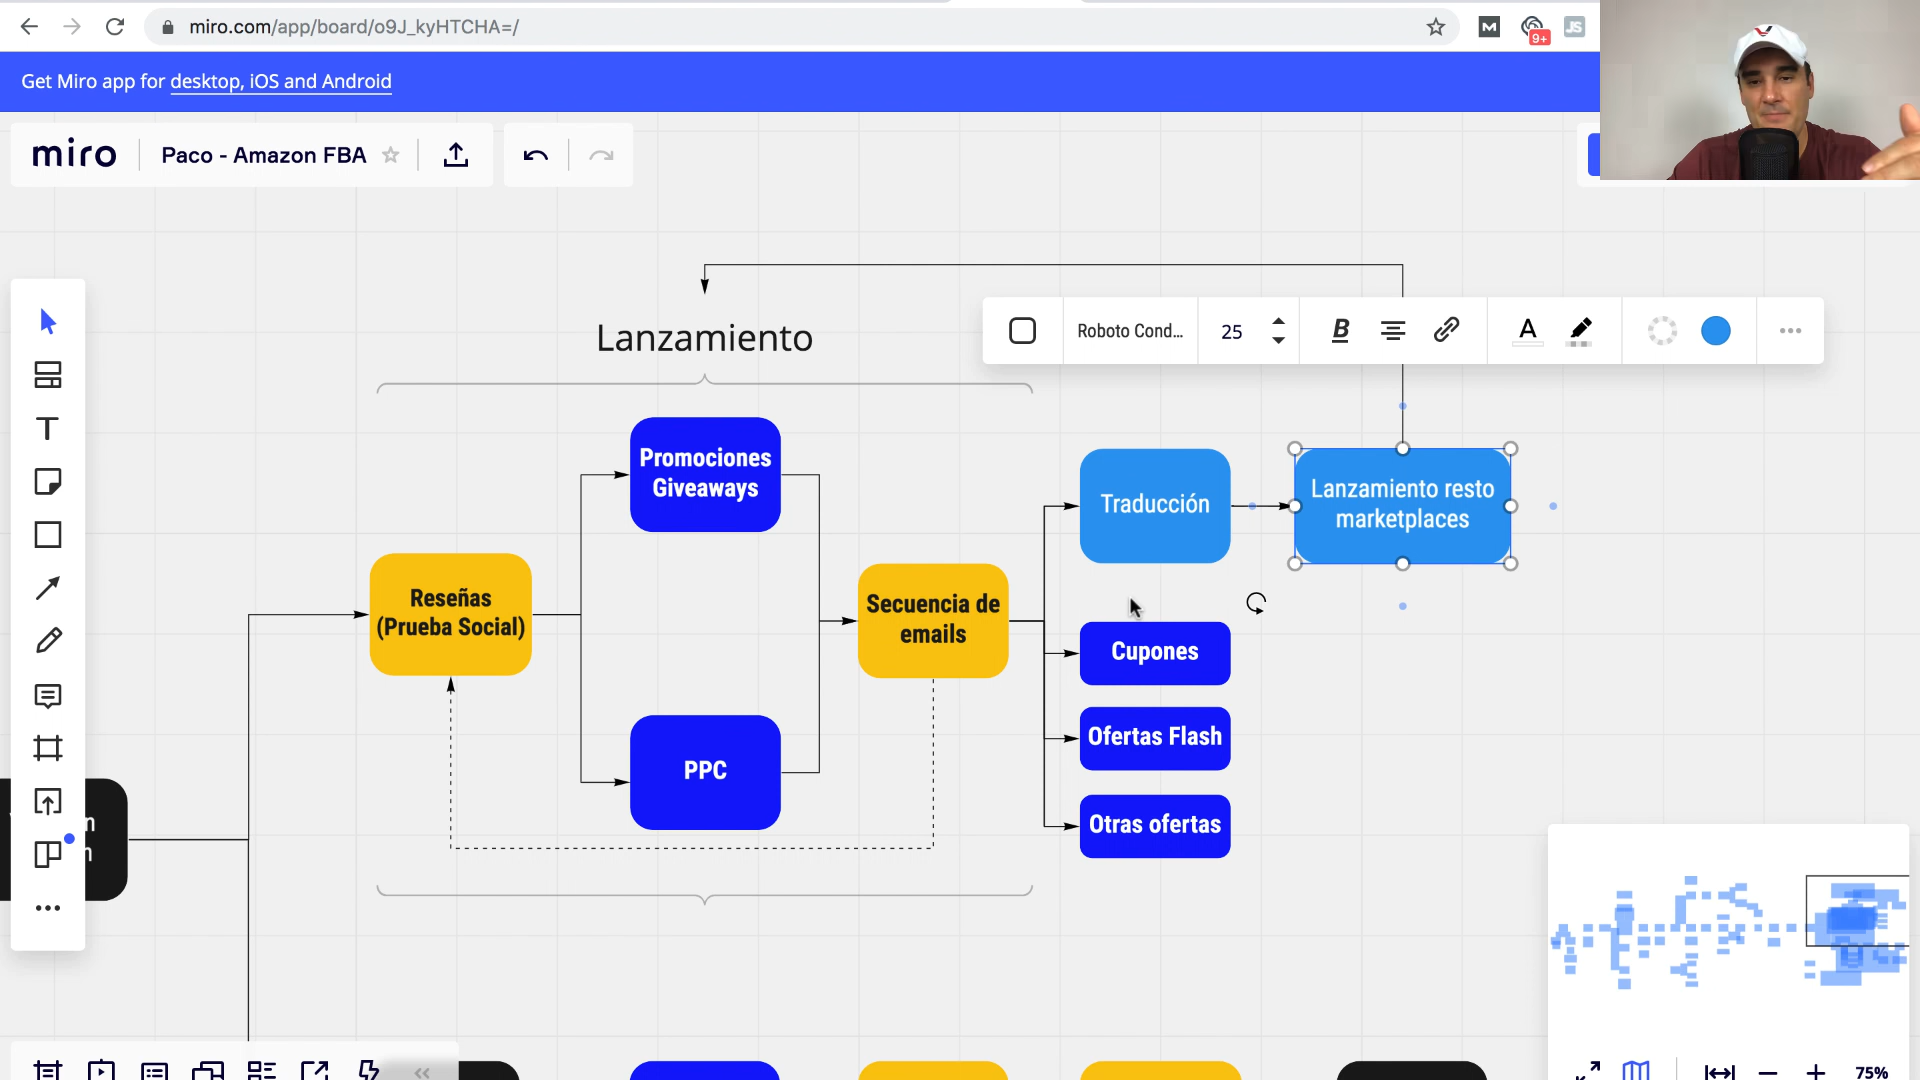 miro.com/app/board/o9J_kyHTCHA=/
M
9+
JS
Get Miro app for desktop, iOS and Android
miro
Paco - Amazon FBA
Lanzamiento
Roboto Cond...
25
B
A
Promociones
Giveaways
Traducción
Lanzamiento resto
marketplaces
Reseñas
(Prueba Social)
Secuencia de
emails
Cupones
Ofertas Flash
PPC
Otras ofertas
n
n
75%